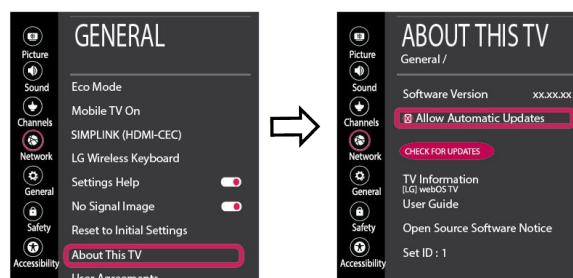 GENERAL
Picture
Sound
Channels
Network
General
Safety
Accessibility
Eco Mode
Mobile TV On
SIMPLINK (HDMI-CEC)
LG Wireless Keyboard
Settings Help
No Signal Image
Reset to Initial Settings
About This TV
User Agreements
ABOUT THIS TV
General /
Picture
Sound
Channels
Network
General
Safety
Accessibility
Software Version xx.xx.xx
Allow Automatic Updates
CHECK FOR UPDATES
TV Information
[LG] webOS TV
User Guide
Open Source Software Notice
Set ID : 1